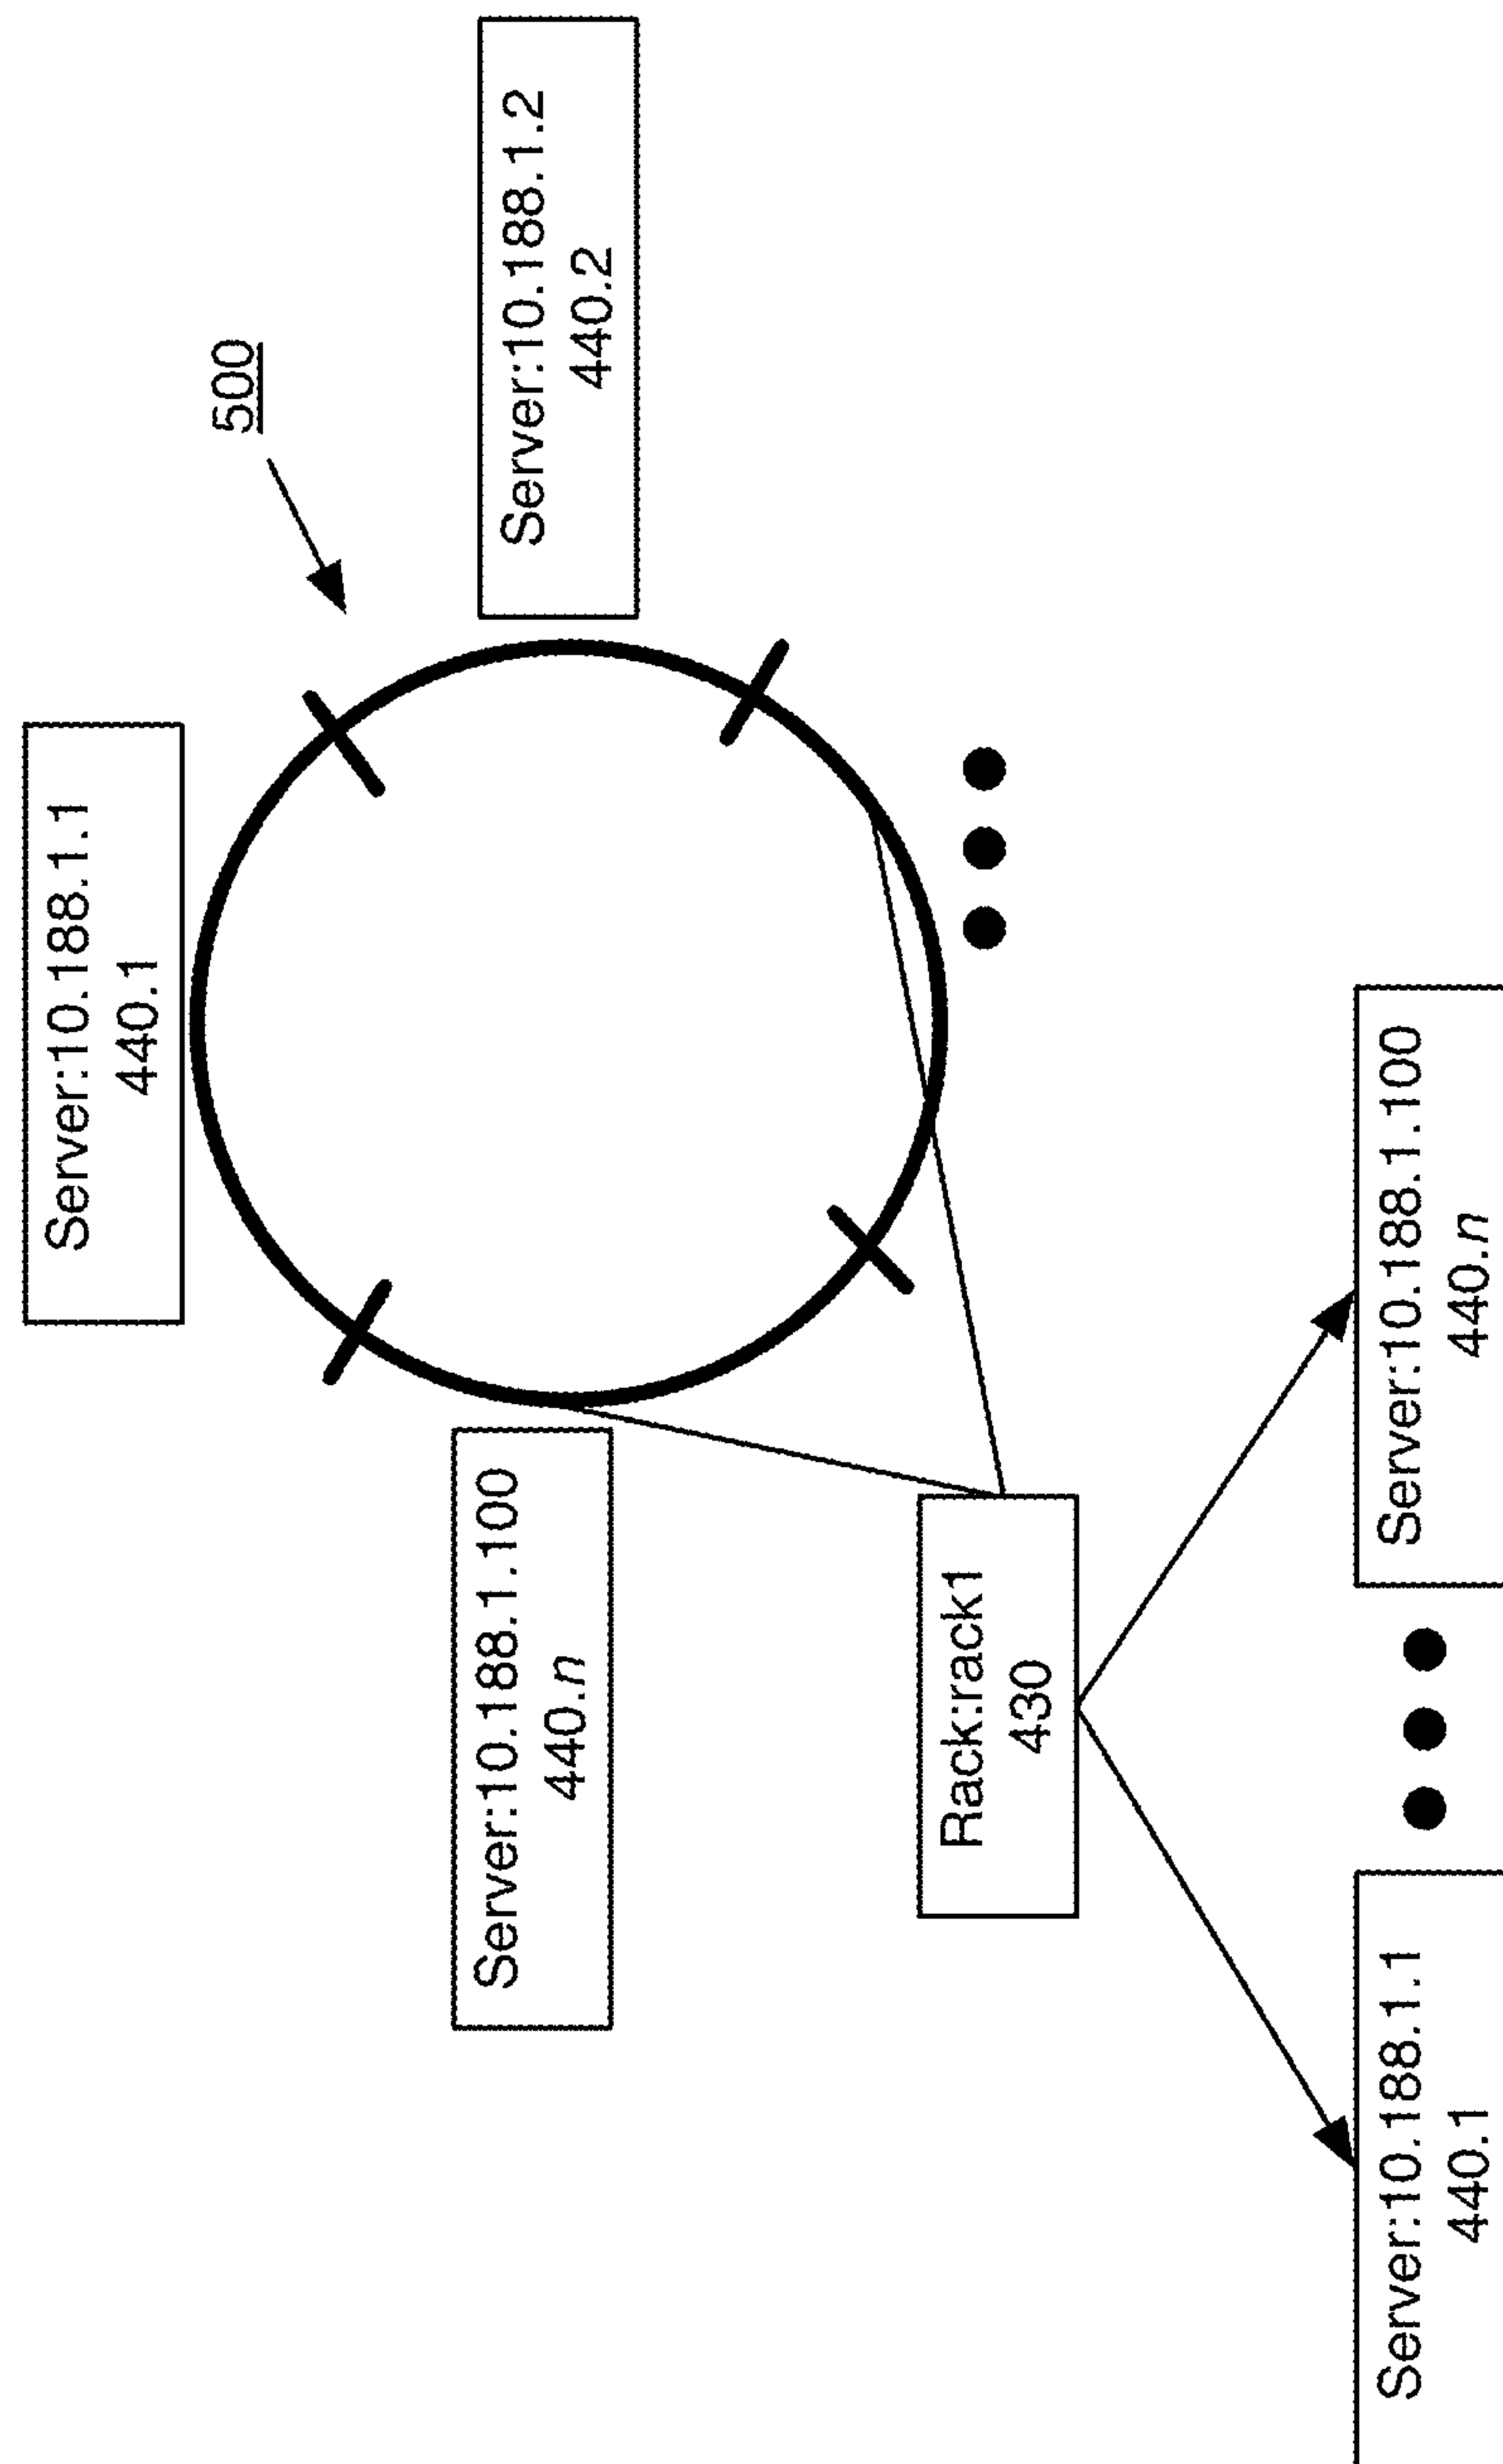 Server:10.188.1.1
440.1
500
Server:10.188.1.100
440.n
Server:10.188.1.2
440.2
Rack:rack1
430
Server:10.188.1.1
440.1
Server:10.188.1.100
440.n